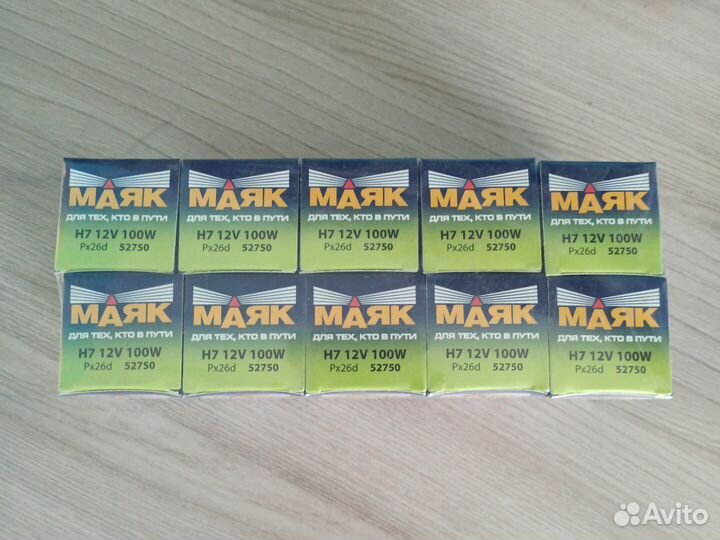 МАЯК МАЯК МАЯК МАЯК МАЯК
ДЛЯ ТЕХ, КТО В ПУТИ ДЛЯ ТЕХ, КТО В ПУТИ ДЛЯ ТЕХ, КТО В ПУТИ ДЛЯ ТЕХ, КТО В ПУТИ ДЛЯ ТЕХ, КТО В ПУТИ
H7 12V 100W H7 12V 100W H7 12V 100W H7 12V 100W H7 12V 100W
Px26d 52750 Px26d 52750 Px26d 52750 Px26d 52750 Px26d 52750
МАЯК МАЯК МАЯК МАЯК МАЯК
ДЛЯ ТЕХ, КТО В ПУТИ ДЛЯ ТЕХ, КТО В ПУТИ ДЛЯ ТЕХ, КТО В ПУТИ ДЛЯ ТЕХ, КТО В ПУТИ ДЛЯ ТЕХ, КТО В ПУТИ
H7 12V 100W H7 12V 100W H7 12V 100W H7 12V 100W H7 12V 100W
Px26d 52750 Px26d 52750 Px26d 52750 Px26d 52750 Px26d 52750
Avito